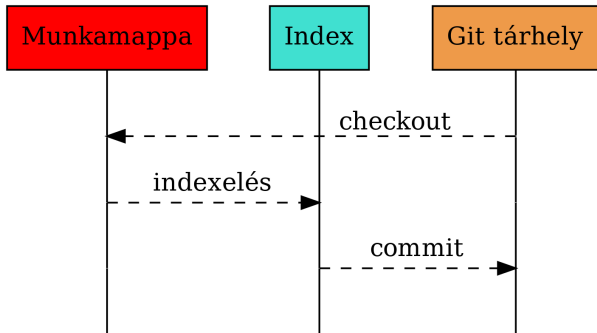 Munkamappa
Index
Git tárhely
checkout
indexelés
commit